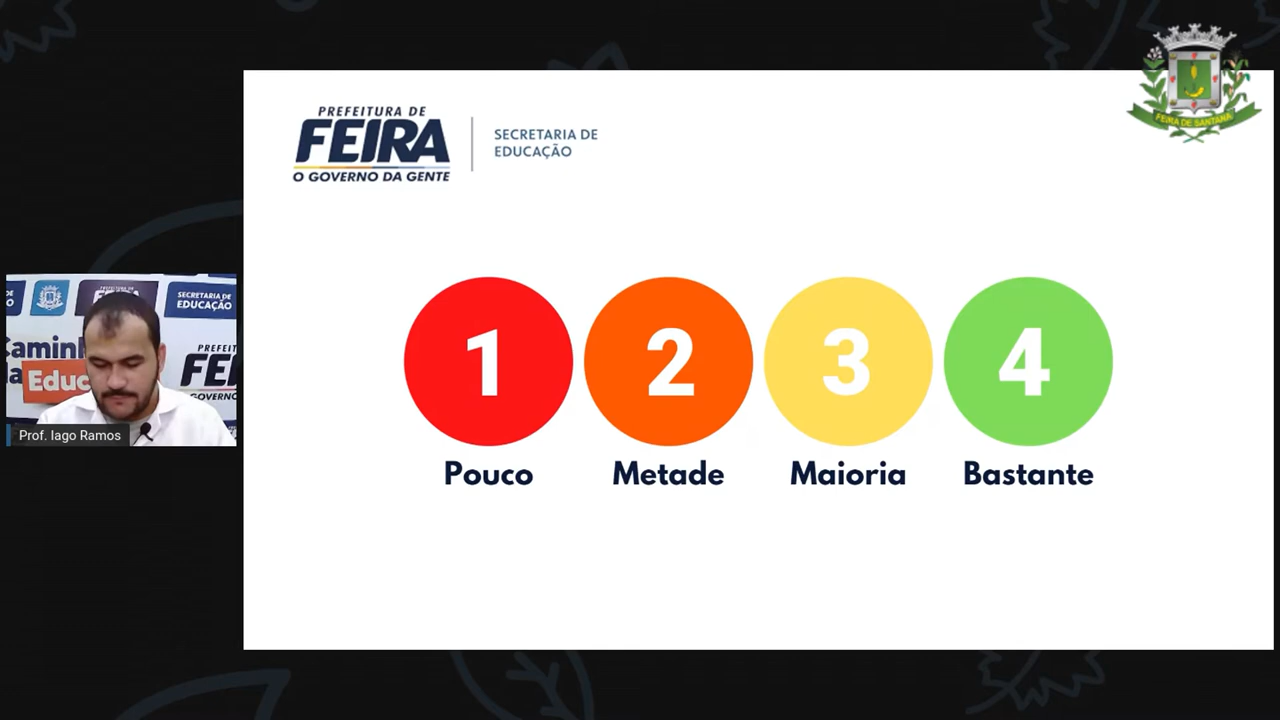 PREFEITURA DE
FEIRA
O GOVERNO DA GENTE
SECRETARIA DE
EDUCAÇÃO
FEIRA DE SANTANA
1
2
3
4
Pouco
Metade
Maioria
Bastante
SECRETARIA DE
EDUCAÇÃO
Educ
Prof. Iago Ramos